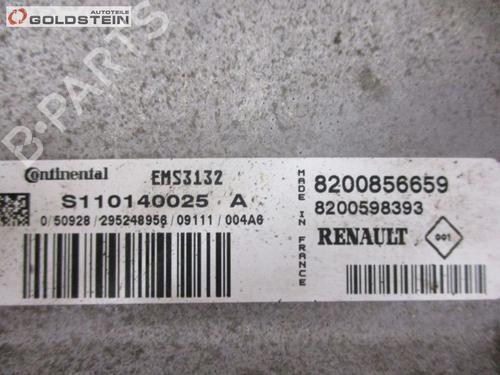 Autoteile
GOLDSTEIN
B-PARTS
Continental EMS3132
S110140025 A
0/50928/295248956/09111/004A6
MADE IN FRANCE
8200856659
8200598393
RENAULT
001